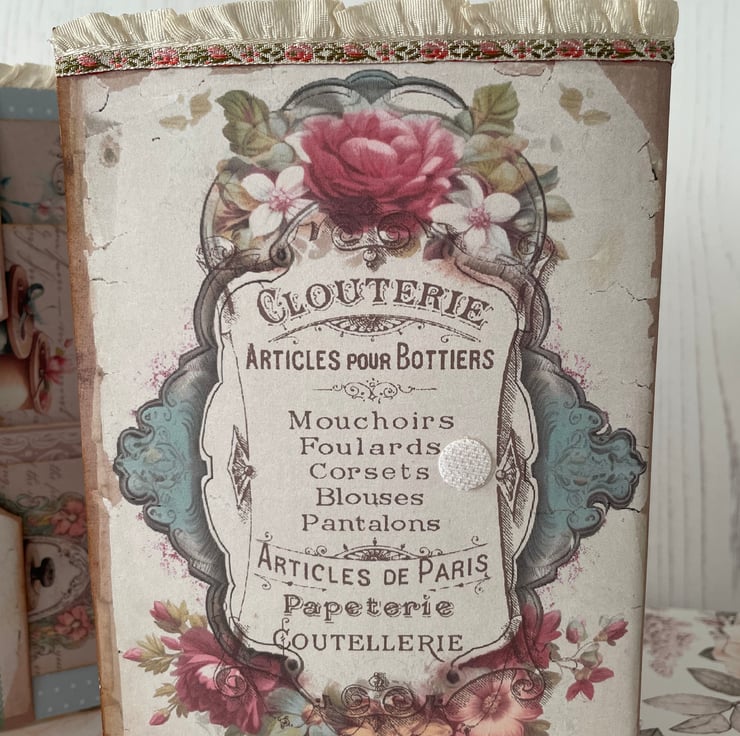 CLOUTERIE
ARTICLES POUR BOTTIERS
Mouchoirs
Foulards
Corsets
Blouses
Pantalons
ARTICLES DE PARIS
Papeterie
COUTELLERIE